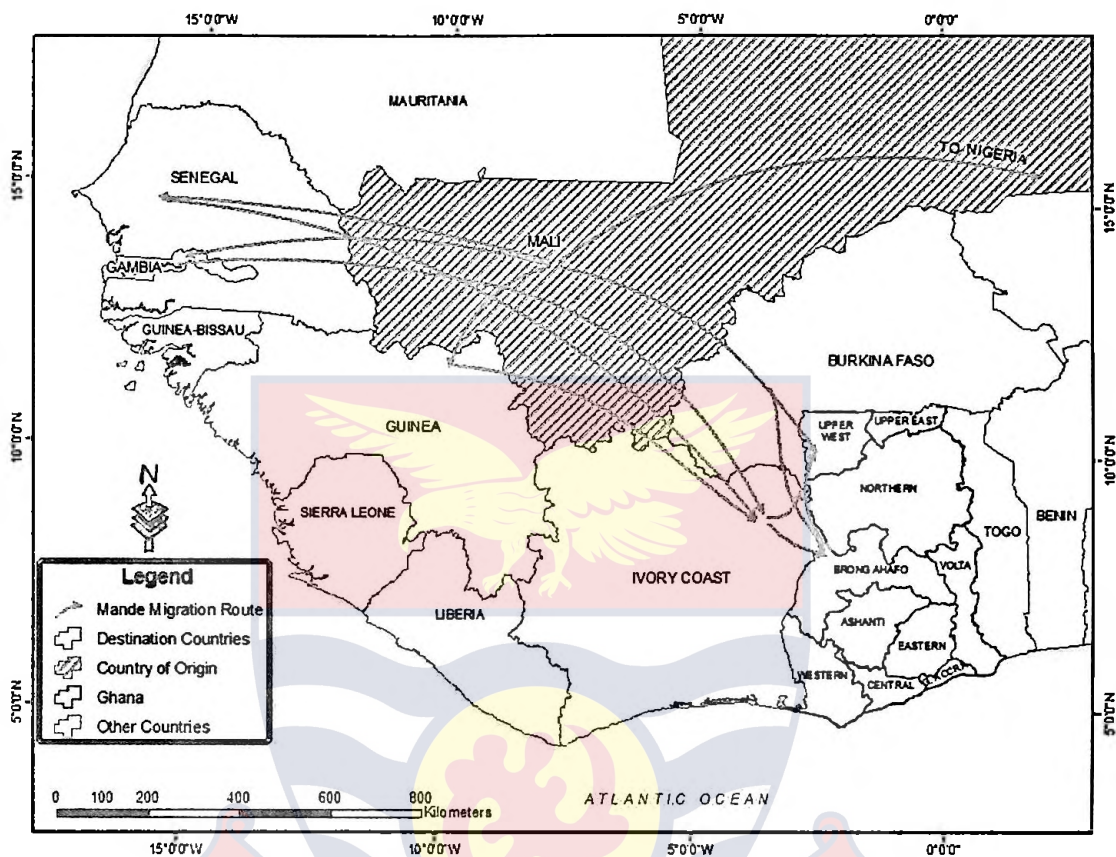 15°0'0"W 10°0'0"W 5°0'0"W 0°0'0"
MAURITANIA
TO NIGERIA
15°0'0"N
SENEGAL
15°0'0"N
MALI
GAMBIA
GUINEA-BISSAU
BURKINA FASO
UPPER WEST
UPPER EAST
10°0'0"N
GUINEA
10°0'0"N
N
NORTHERN
SIERRA LEONE
TOGO
BENIN
IVORY COAST
BRONG AHAFO
VOLTA
LIBERIA
ASHANTI
EASTERN
WESTERN
CENTRAL
ACCRA
5°0'0"N
5°0'0"N
Legend
Mande Migration Route
Destination Countries
Country of Origin
Ghana
Other Countries
0 100 200 400 600 800
Kilometers
ATLANTIC OCEAN
15°0'0"W 10°0'0"W 5°0'0"W 0°0'0"